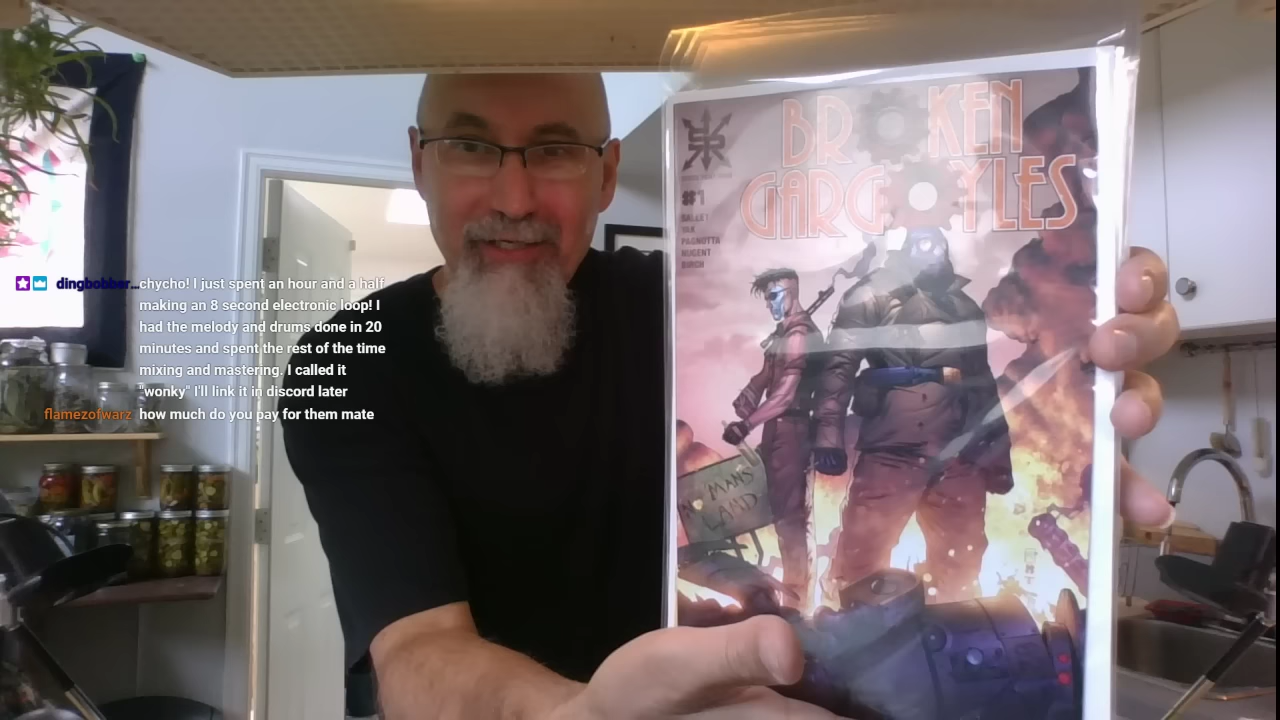 dingbobber... chycho! I just spent an hour and a half
making an 8 second electronic loop! I
had the melody and drums done in 20
minutes and spent the rest of the time
mixing and mastering. I called it
"wonky" I'll link it in discord later
flamezofwarz how much do you pay for them mate
BROKEN
GARGOYLES
#1
BALLET
YAK
PAGNOTTA
NUGENT
BIRCH
MANS
LAND